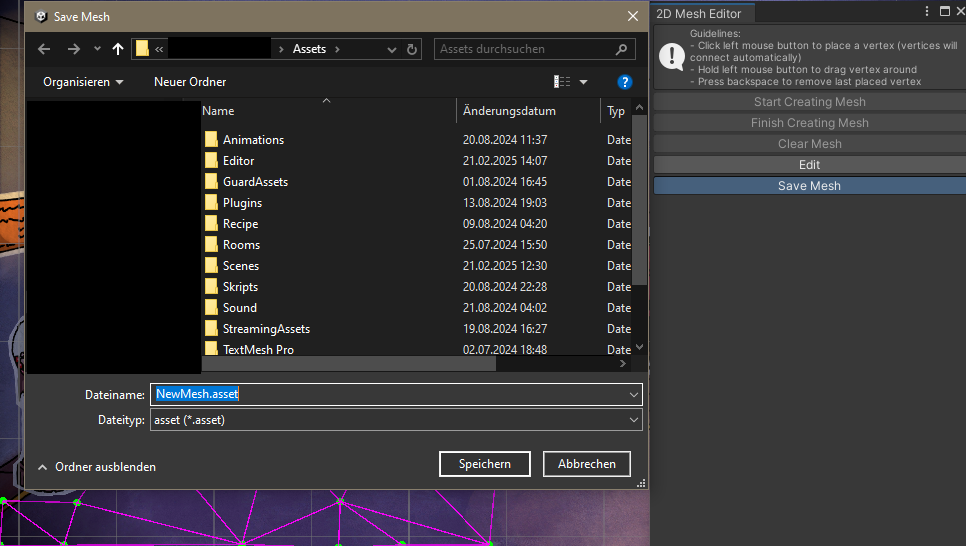 Save Mesh
« › Assets ›
Assets durchsuchen
Organisieren
Neuer Ordner
?
Name Änderungsdatum Typ
Animations 20.08.2024 11:37 Date
Editor 21.02.2025 14:07 Date
GuardAssets 01.08.2024 16:45 Date
Plugins 13.08.2024 19:03 Date
Recipe 09.08.2024 04:20 Date
Rooms 25.07.2024 15:50 Date
Scenes 21.02.2025 12:30 Date
Skripts 20.08.2024 22:28 Date
Sound 21.08.2024 04:02 Date
StreamingAssets 19.08.2024 16:27 Date
TextMesh Pro 02.07.2024 18:48 Date
Dateiname: NewMesh.asset
Dateityp: asset (*.asset)
Ordner ausblenden
Speichern
Abbrechen
2D Mesh Editor
Guidelines:
- Click left mouse button to place a vertex (vertices will
connect automatically)
- Hold left mouse button to drag vertex around
- Press backspace to remove last placed vertex
Start Creating Mesh
Finish Creating Mesh
Clear Mesh
Edit
Save Mesh